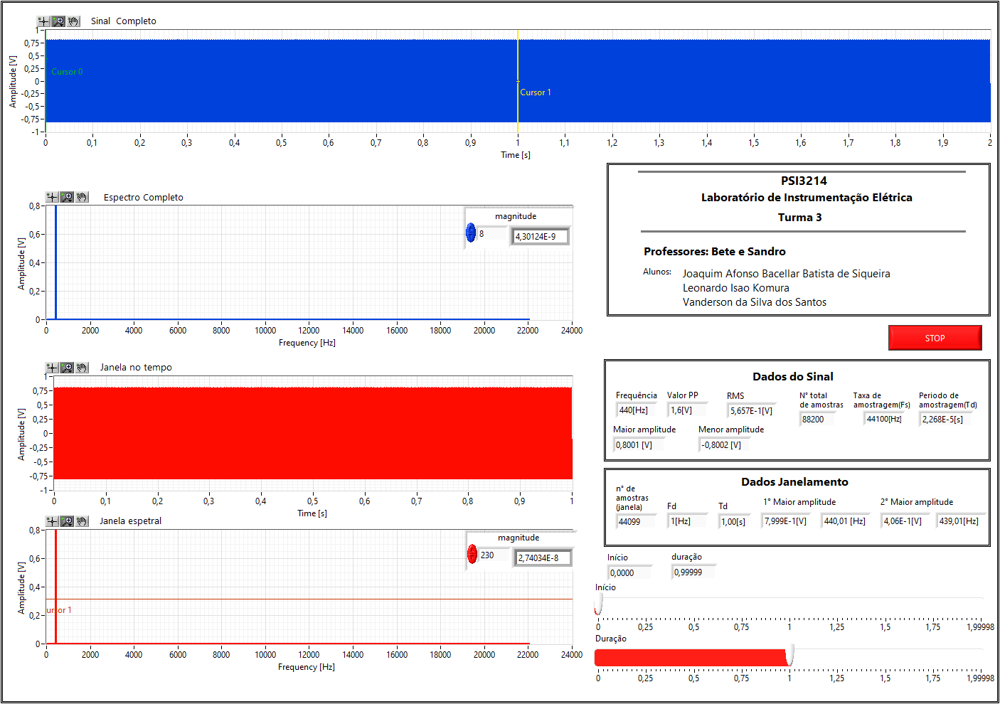 Sinal Completo
Amplitude [V]
1
0,75
0,5
0,25
0
-0,25
-0,5
-0,75
-1
Cursor 0
Cursor 1
0 0,1 0,2 0,3 0,4 0,5 0,6 0,7 0,8 0,9 1 1,1 1,2 1,3 1,4 1,5 1,6 1,7 1,8 1,9 2
Time [s]
Espectro Completo
Amplitude [V]
0,8
0,6
0,4
0,2
0
magnitude
8 4,30124E-9
0 2000 4000 6000 8000 10000 12000 14000 16000 18000 20000 22000 24000
Frequency [Hz]
PSI3214
Laboratório de Instrumentação Elétrica
Turma 3
Professores: Bete e Sandro
Alunos: Joaquim Afonso Bacellar Batista de Siqueira
Leonardo Isao Komura
Vanderson da Silva dos Santos
STOP
Janela no tempo
Amplitude [V]
1
0,75
0,5
0,25
0
-0,25
-0,5
-0,75
-1
0 0,1 0,2 0,3 0,4 0,5 0,6 0,7 0,8 0,9 1
Time [s]
Dados do Sinal
Frequência Valor PP RMS N° total de amostras Taxa de amostragem(Fs) Periodo de amostragem(Td)
440[Hz] 1,6[V] 5,657E-1[V] 88200 44100[Hz] 2,268E-5[s]
Maior amplitude Menor amplitude
0,8001 [V] -0,8002 [V]
Dados Janelamento
n° de amostras (janela) Fd Td 1° Maior amplitude 2° Maior amplitude
44099 1[Hz] 1,00[s] 7,999E-1[V] 440,01 [Hz] 4,06E-1[V] 439,01[Hz]
Janela espetral
Amplitude [V]
0,8
0,6
0,4
0,2
0
ursor 1
magnitude
230 2,74034E-8
0 2000 4000 6000 8000 10000 12000 14000 16000 18000 20000 22000 24000
Frequency [Hz]
Início duração
0,0000 0,99999
Início
0 0,25 0,5 0,75 1 1,25 1,5 1,75 1,99998
Duração
0 0,25 0,5 0,75 1 1,25 1,5 1,75 1,99998